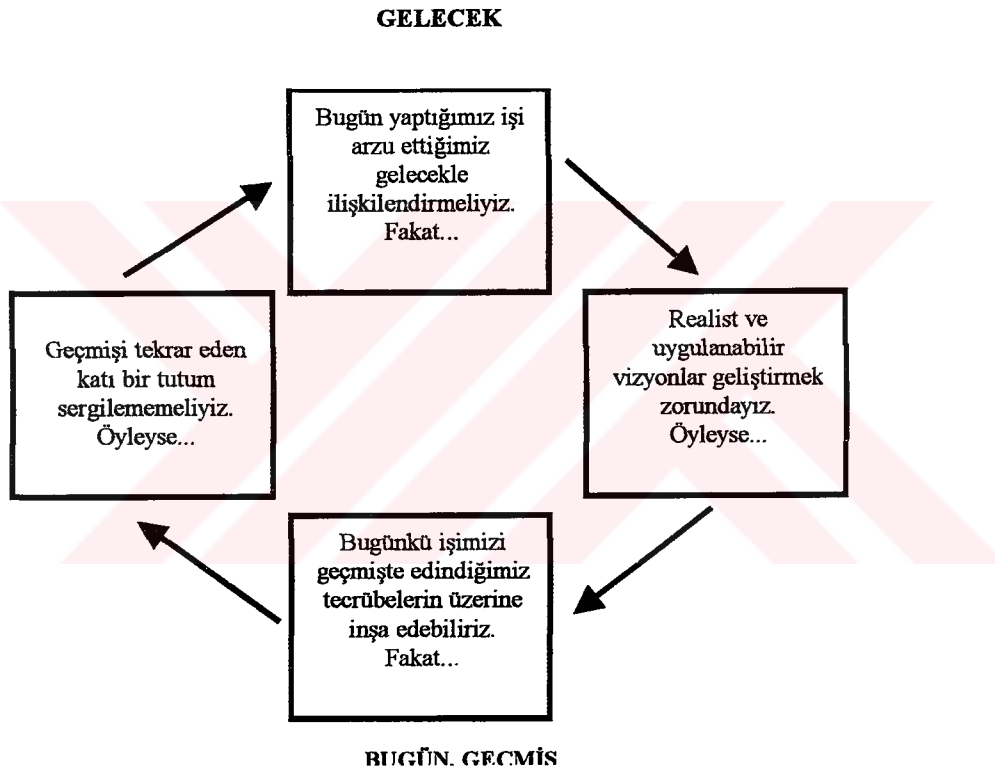 GELECEK
Bugün yaptığımız işi
arzu ettiğimiz
gelecekle
ilişkilendirmeliyiz.
Fakat...
Realist ve
uygulanabilir
vizyonlar geliştirmek
zorundayız.
Öyleyse...
Geçmişi tekrar eden
katı bir tutum
sergilememeliyiz.
Öyleyse...
Bugünkü işimizi
geçmişte edindiğimiz
tecrübelerin üzerine
inşa edebiliriz.
Fakat...
BUGÜN, GEÇMİŞ